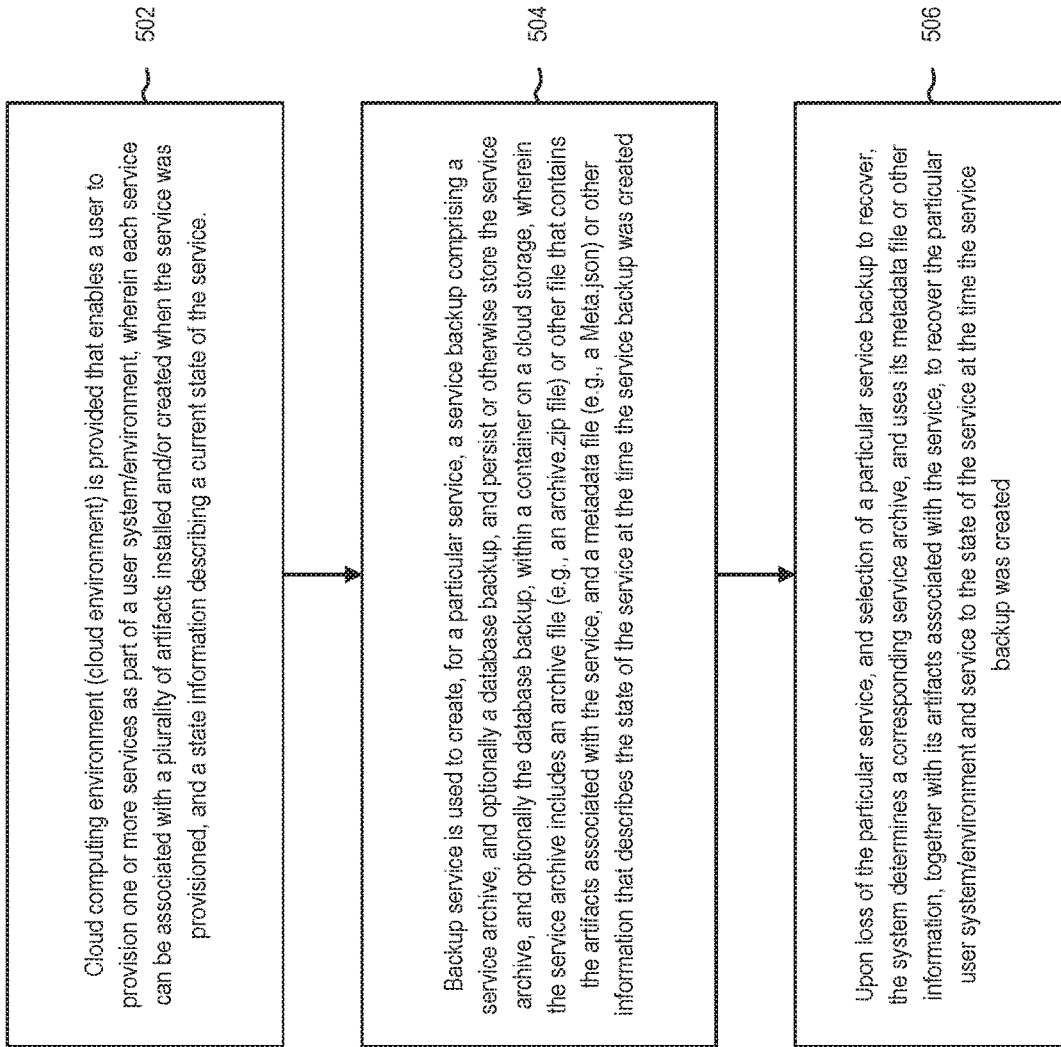 Cloud computing environment (cloud environment) is provided that enables a user to
provision one or more services as part of a user system/environment, wherein each service
can be associated with a plurality of artifacts installed and/or created when the service was
provisioned, and a state information describing a current state of the service.
502
Backup service is used to create, for a particular service, a service backup comprising a
service archive, and optionally a database backup, and persist or otherwise store the service
archive, and optionally the database backup, within a container on a cloud storage, wherein
the service archive includes an archive file (e.g., an archive.zip file) or other file that contains
the artifacts associated with the service, and a metadata file (e.g., a Meta.json) or other
information that describes the state of the service at the time the service backup was created
504
Upon loss of the particular service, and selection of a particular service backup to recover,
the system determines a corresponding service archive, and uses its metadata file or other
information, together with its artifacts associated with the service, to recover the particular
user system/environment and service to the state of the service at the time the service
backup was created
506